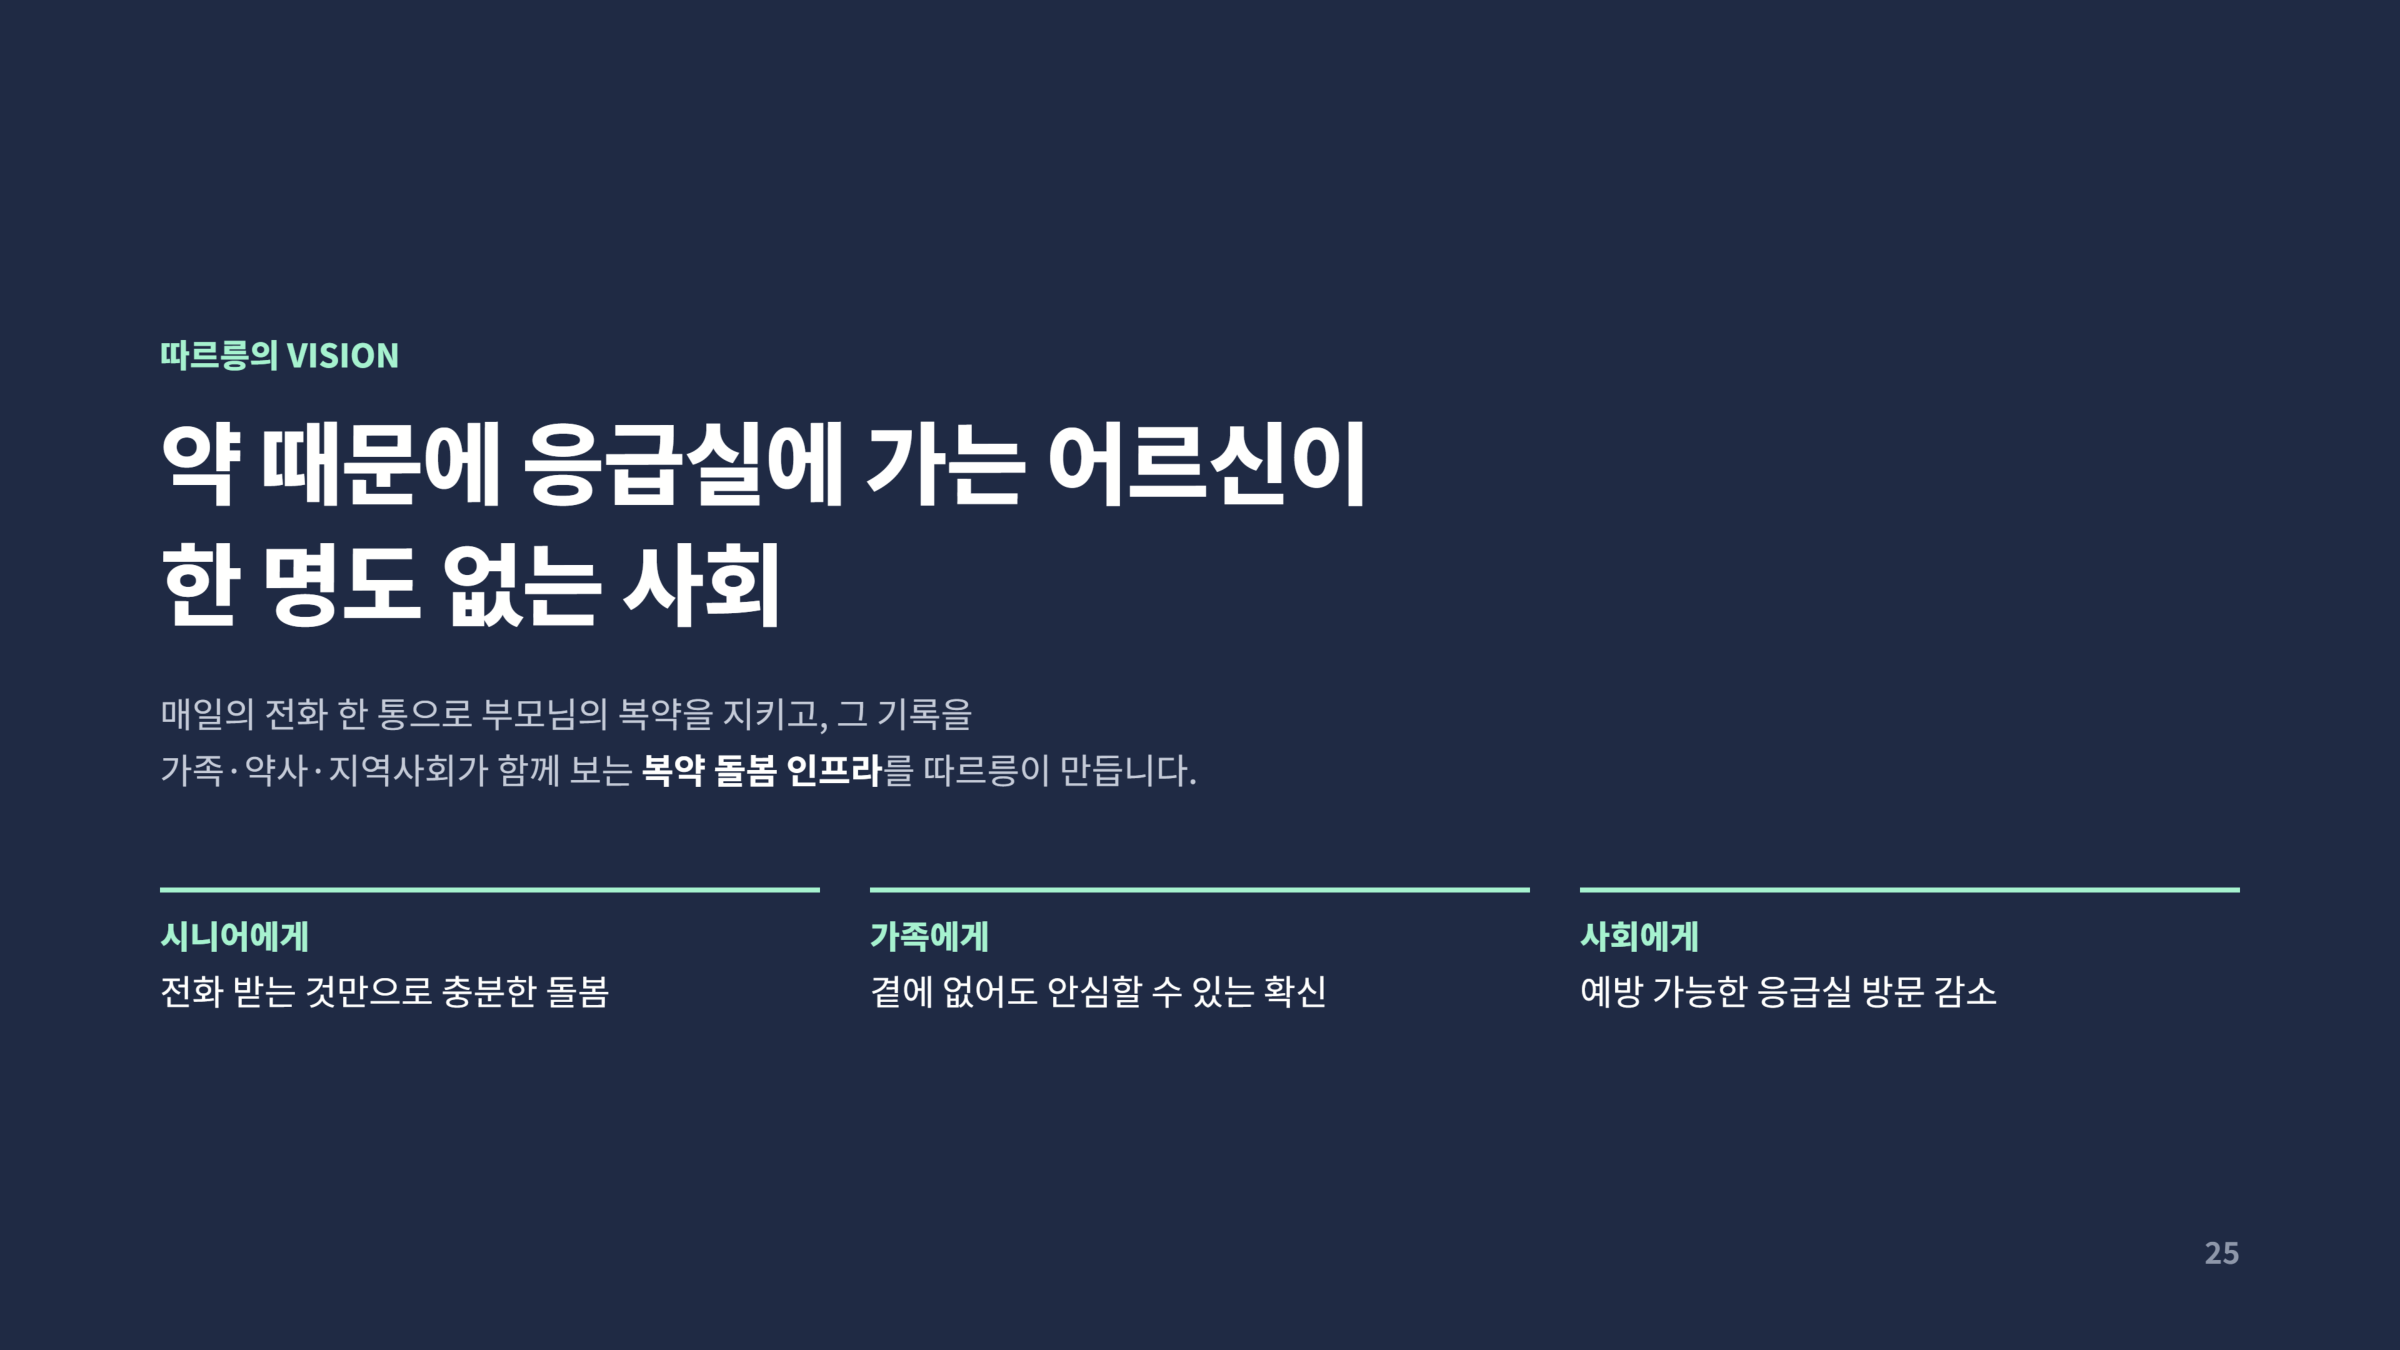 따르릉의 VISION
약 때문에 응급실에 가는 어르신이
한 명도 없는 사회
매일의 전화 한 통으로 부모님의 복약을 지키고, 그 기록을
가족·약사·지역사회가 함께 보는 복약 돌봄 인프라를 따르릉이 만듭니다.
시니어에게
전화 받는 것만으로 충분한 돌봄
가족에게
곁에 없어도 안심할 수 있는 확신
사회에게
예방 가능한 응급실 방문 감소
25